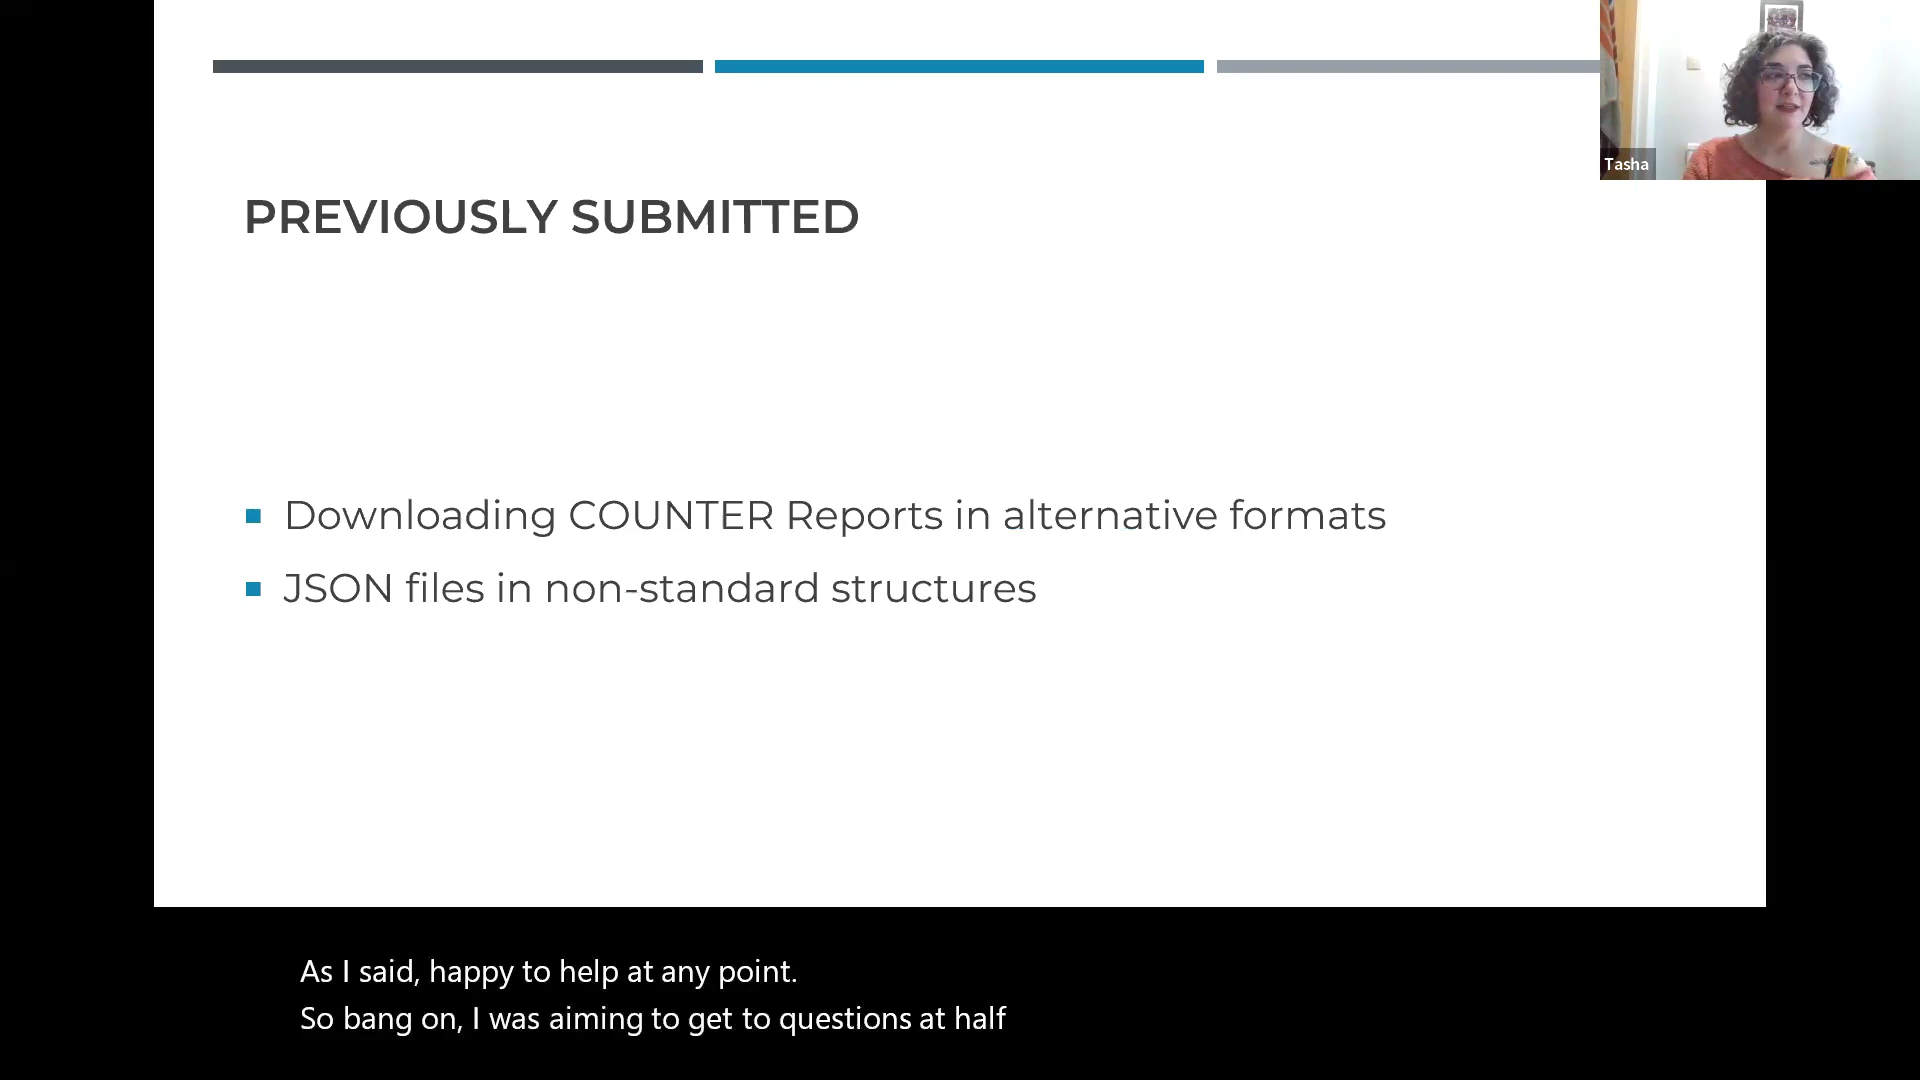 Tasha
PREVIOUSLY SUBMITTED
Downloading COUNTER Reports in alternative formats
JSON files in non-standard structures
As I said, happy to help at any point.
So bang on, I was aiming to get to questions at half